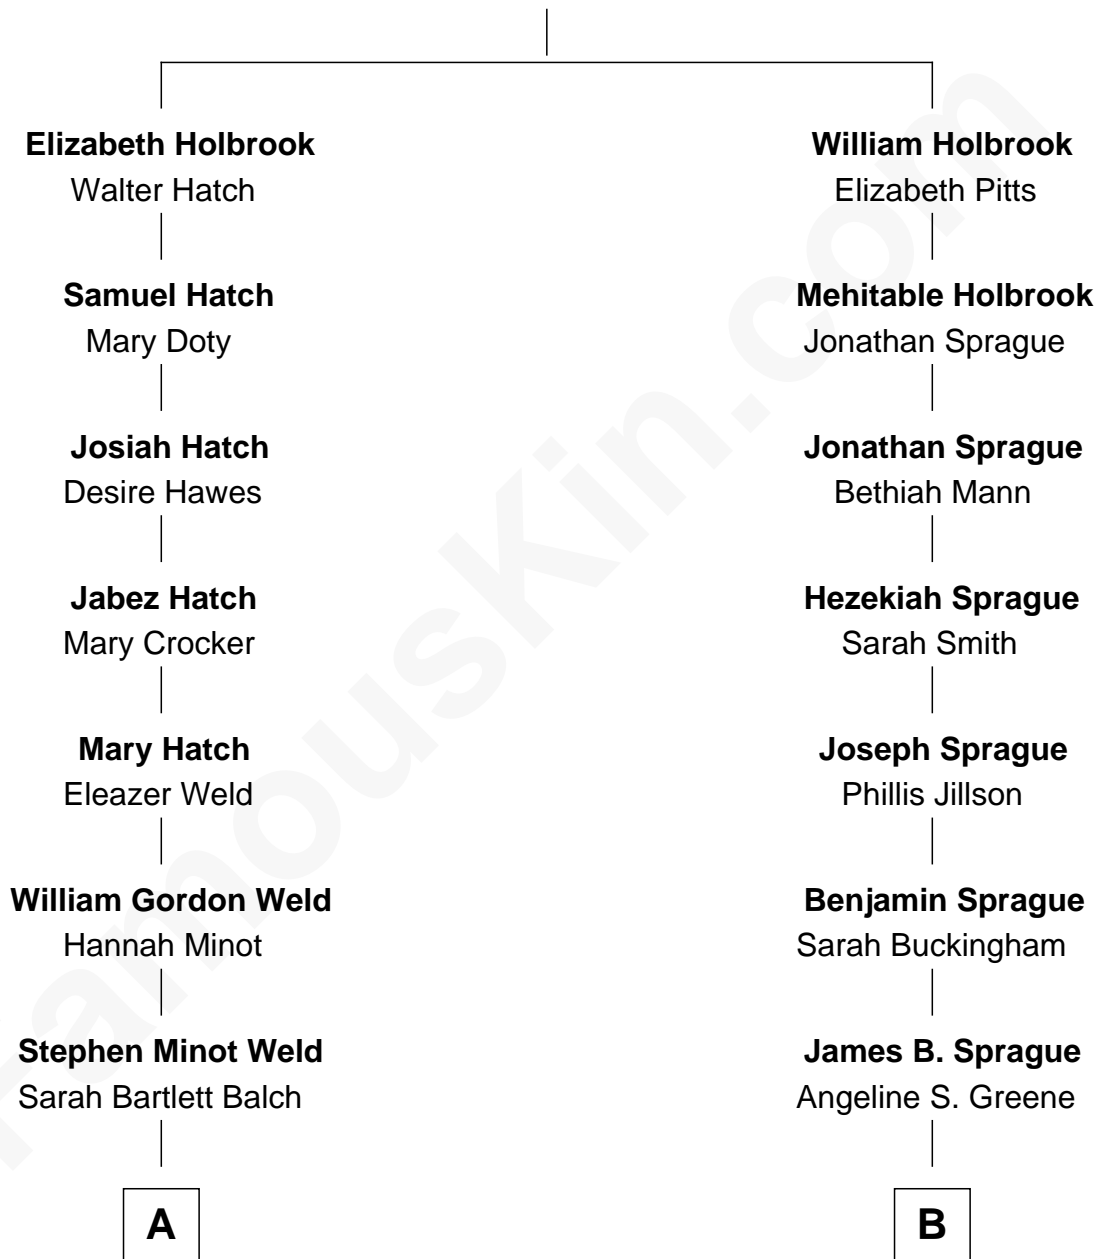 Elizabeth Holbrook
Walter Hatch
William Holbrook
Elizabeth Pitts
Samuel Hatch
Mary Doty
Mehitable Holbrook
Jonathan Sprague
Josiah Hatch
Desire Hawes
Jonathan Sprague
Bethiah Mann
Jabez Hatch
Mary Crocker
Hezekiah Sprague
Sarah Smith
Mary Hatch
Eleazer Weld
Joseph Sprague
Phillis Jillson
William Gordon Weld
Hannah Minot
Benjamin Sprague
Sarah Buckingham
Stephen Minot Weld
Sarah Bartlett Balch
James B. Sprague
Angeline S. Greene
A
B
FamousKin.com